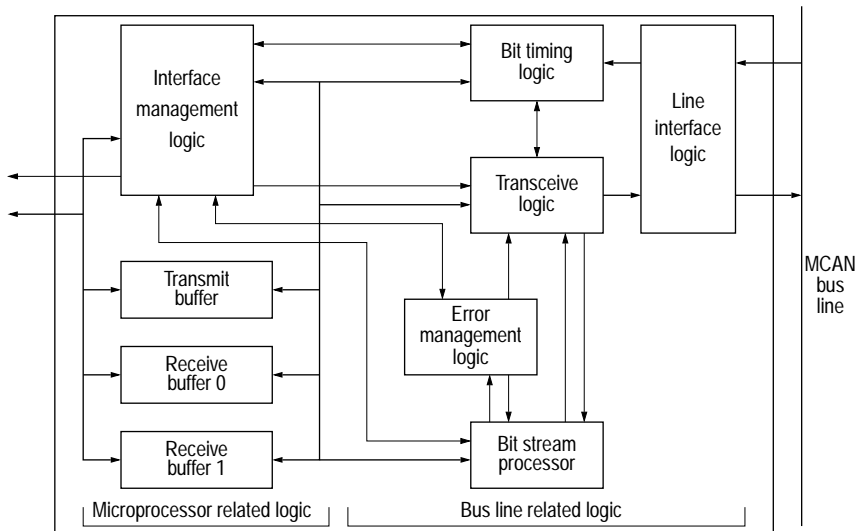 Interface
management
logic
Bit timing
logic
Line
interface
logic
Transceive
logic
Transmit
buffer
Error
management
logic
MCAN
bus
line
Receive
buffer 0
Receive
buffer 1
Bit stream
processor
Microprocessor related logic
Bus line related logic